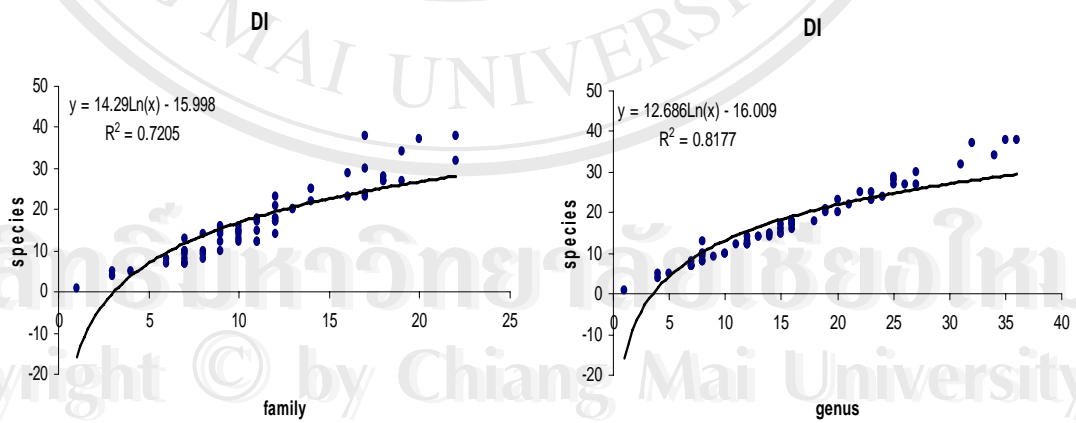 MAI UNIVERS
DI
50
40
30
20
10
0
-10
-20
species
y = 14.29Ln(x) - 15.998
R² = 0.7205
0
5
10
15
20
25
family
DI
50
40
30
20
10
0
-10
-20
species
y = 12.686Ln(x) - 16.009
R² = 0.8177
0
5
10
15
20
25
30
35
40
genus
yright © by Chiang Mai University